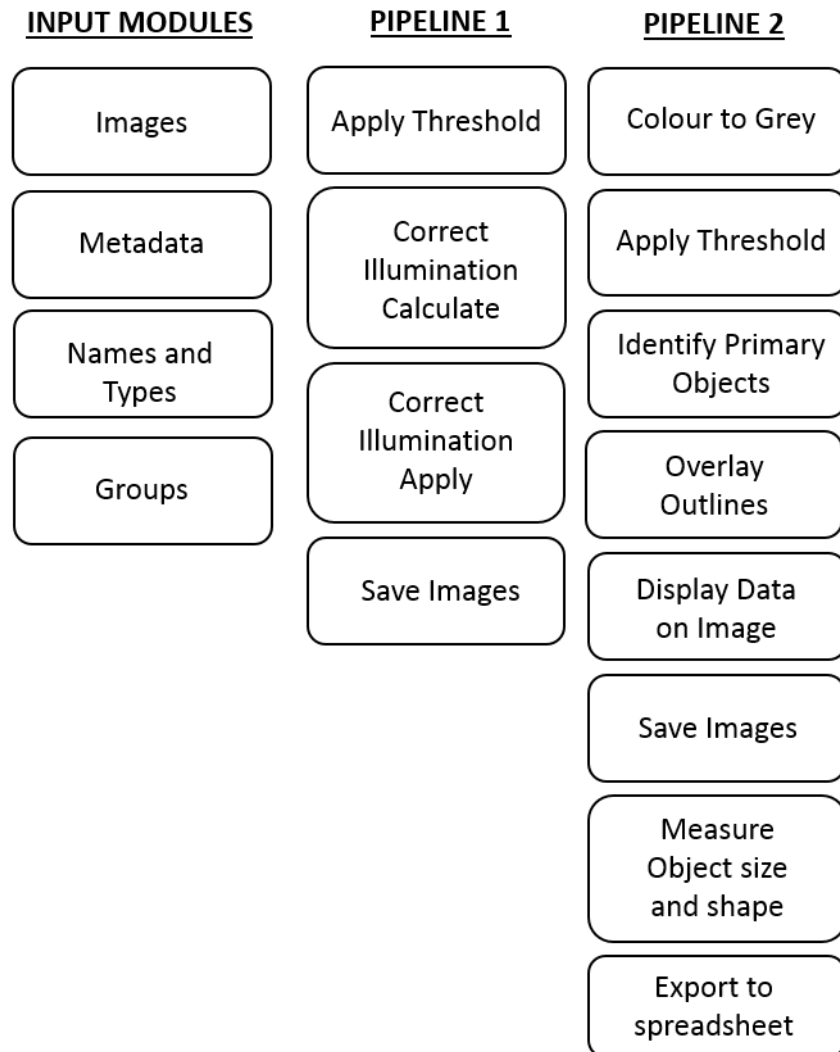 INPUT MODULES
Images
Metadata
Names and
Types
Groups
PIPELINE 1
Apply Threshold
Correct
Illumination
Calculate
Correct
Illumination
Apply
Save Images
PIPELINE 2
Colour to Grey
Apply Threshold
Identify Primary
Objects
Overlay
Outlines
Display Data
on Image
Save Images
Measure
Object size
and shape
Export to
spreadsheet